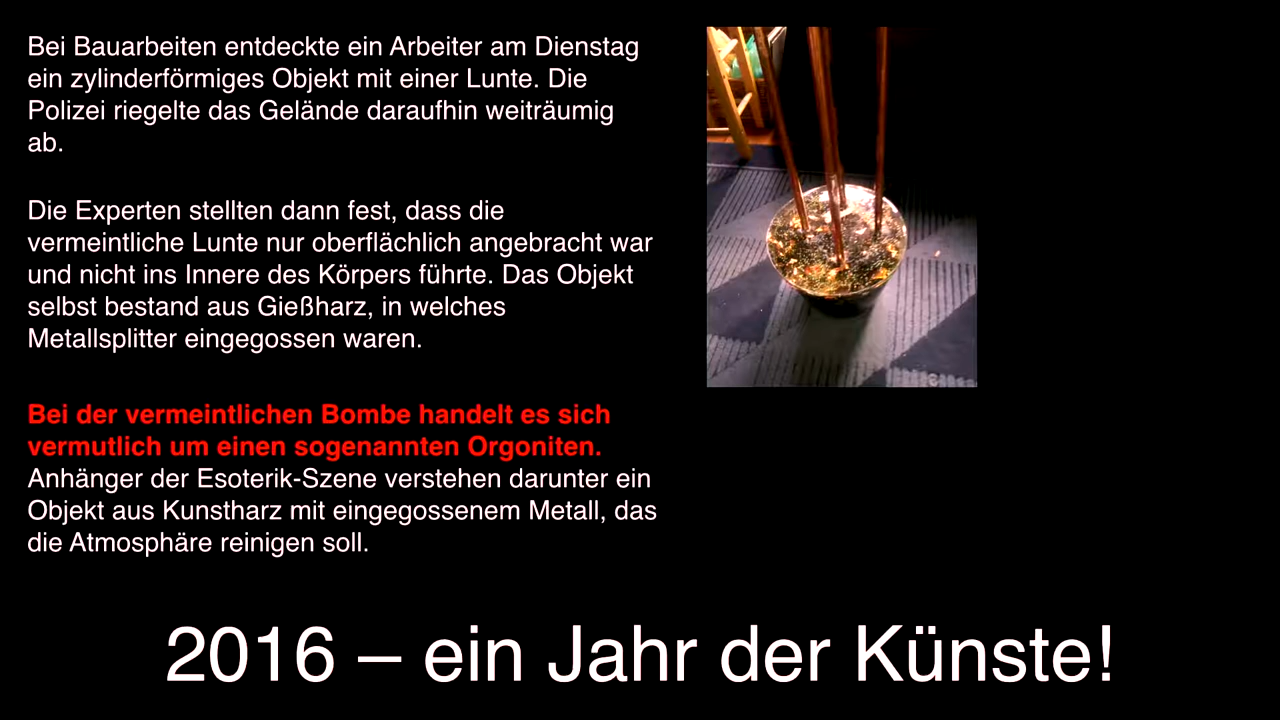 Bei Bauarbeiten entdeckte ein Arbeiter am Dienstag
ein zylinderförmiges Objekt mit einer Lunte. Die
Polizei riegelte das Gelände daraufhin weiträumig
ab.
Die Experten stellten dann fest, dass die
vermeintliche Lunte nur oberflächlich angebracht war
und nicht ins Innere des Körpers führte. Das Objekt
selbst bestand aus Gießharz, in welches
Metallsplitter eingegossen waren.
Bei der vermeintlichen Bombe handelt es sich
vermutlich um einen sogenannten Orgoniten.
Anhänger der Esoterik-Szene verstehen darunter ein
Objekt aus Kunstharz mit eingegossenem Metall, das
die Atmosphäre reinigen soll.
2016 – ein Jahr der Künste!